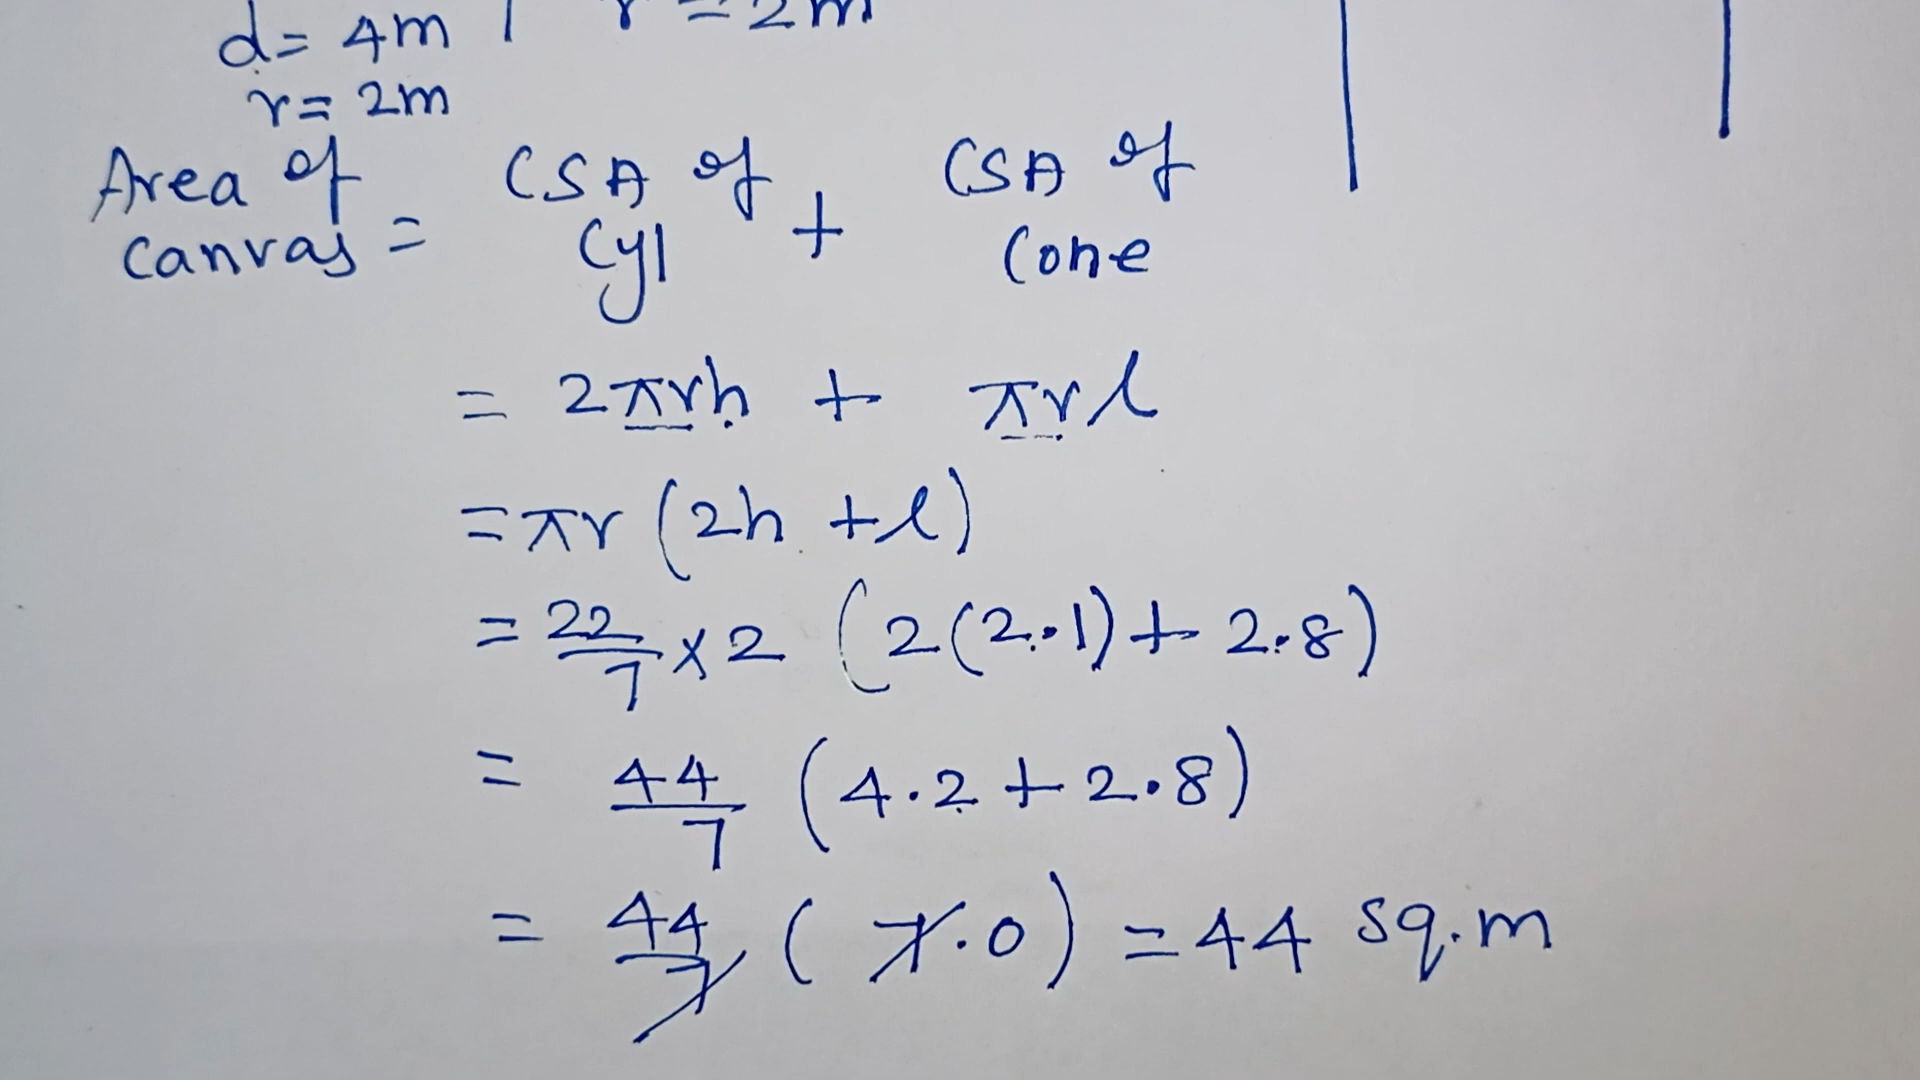 d = 4m | r = 2m
r = 2m
Area of canvas = CSA of Cyl + CSA of Cone
= 2πrh + πrl
= πr (2h + l)
= 22/7 × 2 (2(2.1) + 2.8)
= 44/7 (4.2 + 2.8)
= 44/7 (7.0) = 44 sq.m